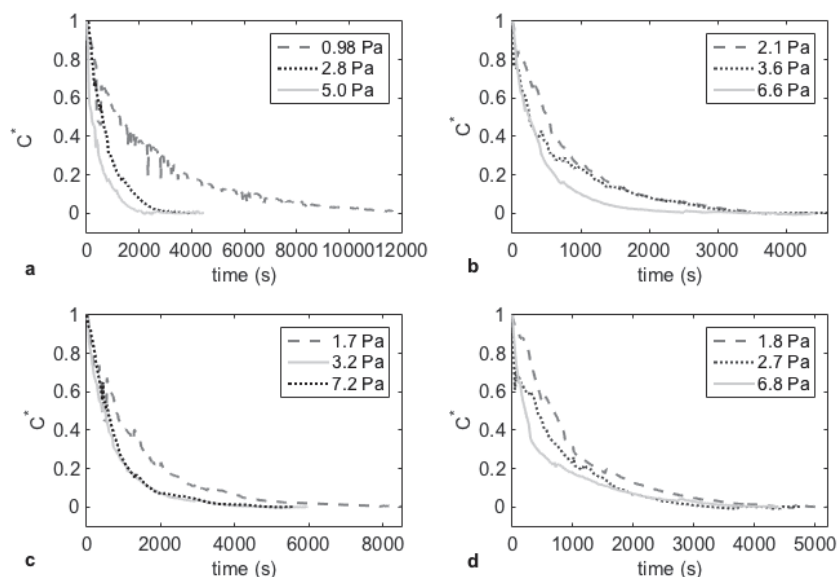 1
0.8
0.6
0.4
0.2
0
C*
0 2000 4000 6000 8000 10000 12000
time (s)
a
0.98 Pa
2.8 Pa
5.0 Pa
1
0.8
0.6
0.4
0.2
0
C*
0 1000 2000 3000 4000
time (s)
b
2.1 Pa
3.6 Pa
6.6 Pa
1
0.8
0.6
0.4
0.2
0
C*
0 2000 4000 6000 8000
time (s)
c
1.7 Pa
3.2 Pa
7.2 Pa
1
0.8
0.6
0.4
0.2
0
C*
0 1000 2000 3000 4000 5000
time (s)
d
1.8 Pa
2.7 Pa
6.8 Pa